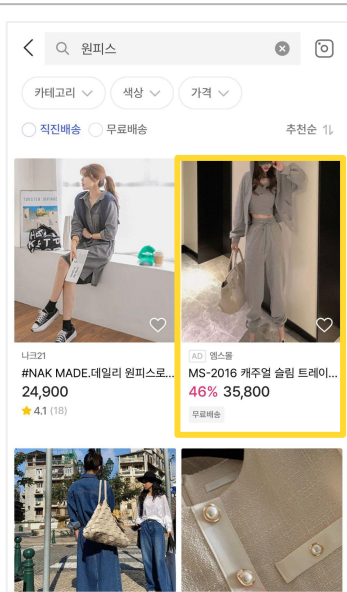 원피스
카테고리
색상
가격
직진배송
무료배송
추천순
나크21
#NAK MADE.데일리 원피스로...
24,900
4.1 (18)
AD 엠스몰
MS-2016 캐주얼 슬림 트레이...
46% 35,800
무료배송